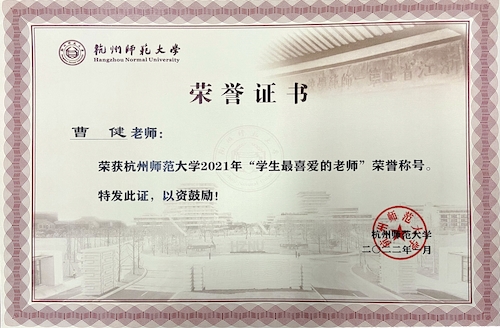 杭州师范大学
Hangzhou Normal University
荣誉证书
曹 健 老师：
荣获杭州师范大学2021年“学生最喜爱的老师”荣誉称号。
特发此证，以资鼓励！
杭州师范大学
二〇二二年 月